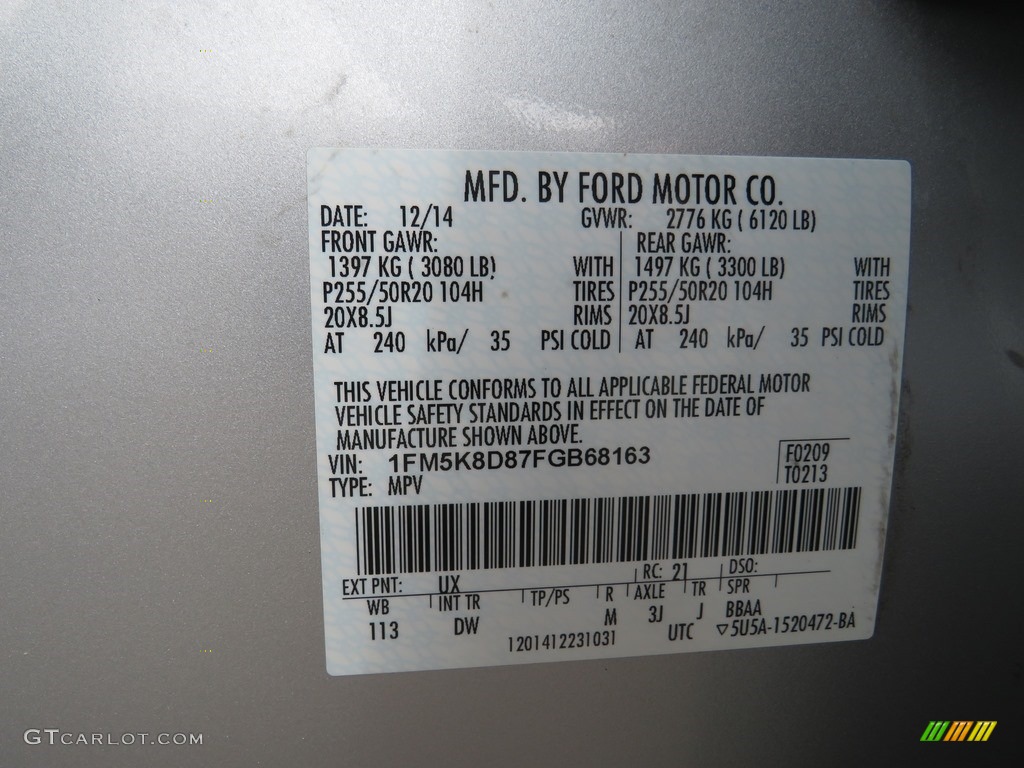 MFD. BY FORD MOTOR CO.
DATE: 12/14 GVWR: 2776 KG ( 6120 LB)
FRONT GAWR: REAR GAWR:
1397 KG ( 3080 LB) WITH 1497 KG ( 3300 LB) WITH
P255/50R20 104H TIRES P255/50R20 104H TIRES
20X8.5J RIMS 20X8.5J RIMS
AT 240 kPa/ 35 PSI COLD AT 240 kPa/ 35 PSI COLD
THIS VEHICLE CONFORMS TO ALL APPLICABLE FEDERAL MOTOR
VEHICLE SAFETY STANDARDS IN EFFECT ON THE DATE OF
MANUFACTURE SHOWN ABOVE.
VIN: 1FM5K8D87FGB68163 F0209
TYPE: MPV T0213
EXT PNT: UX RC: 21 DSO:
WB INT TR TP/PS R AXLE TR SPR
113 DW M 3J J BBAA
1201412231031 UTC ▽5U5A-1520472-BA
GTCARLOT.COM